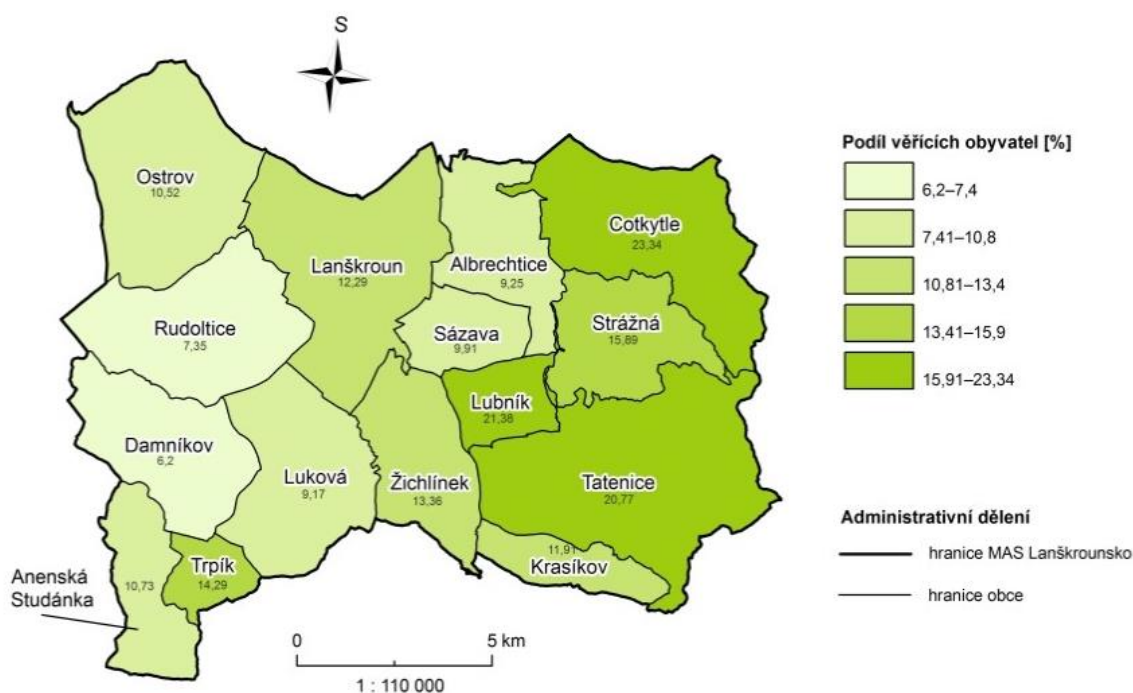 S
Ostrov
10,52
Lanškroun
12,29
Albrechtice
9,25
Cotkytle
23,34
Rudoltice
7,35
Sázava
9,91
Strážná
15,89
Lubník
21,38
Damníkov
6,2
Luková
9,17
Žichlínek
13,36
Tatenice
20,77
Trpík
14,29
11,91
Krasíkov
Anenská
Studánka
10,73
0 5 km
1 : 110 000
Podíl věřících obyvatel [%]
6,2–7,4
7,41–10,8
10,81–13,4
13,41–15,9
15,91–23,34
Administrativní dělení
hranice MAS Lanškrounsko
hranice obce